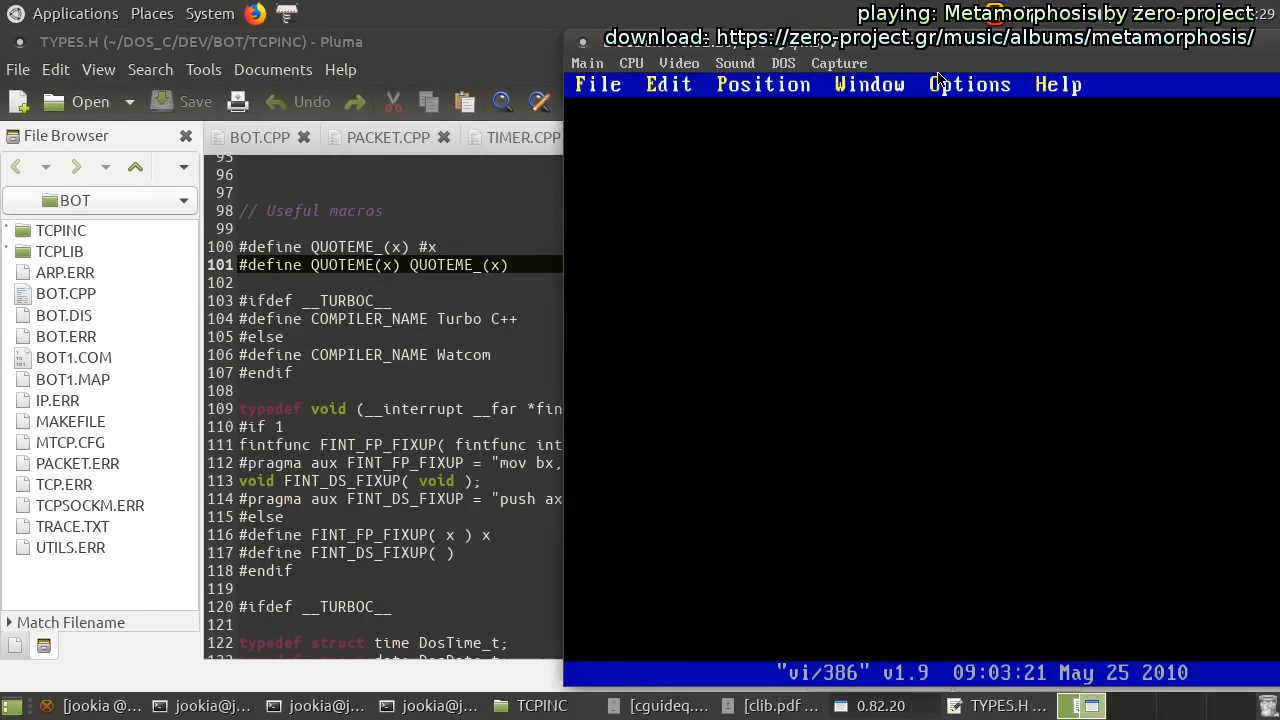 Applications Places System
:29
playing: Metamorphosis by zero-project
download: https://zero-project.gr/music/albums/metamorphosis/
TYPES.H (~/DOS_C/DEV/BOT/TCPINC) - Pluma
File Edit View Search Tools Documents Help
Open Save Undo
File Browser
BOT
TCPINC
TCPLIB
ARP.ERR
BOT.CPP
BOT.DIS
BOT.ERR
BOT1.COM
BOT1.MAP
IP.ERR
MAKEFILE
MTCP.CFG
PACKET.ERR
TCP.ERR
TCPSOCKM.ERR
TRACE.TXT
UTILS.ERR
Match Filename
BOT.CPP PACKET.CPP TIMER.CPP
95
96
97
98 // Useful macros
99
100 #define QUOTEME_(x) #x
101 #define QUOTEME(x) QUOTEME_(x)
102
103 #ifdef __TURBOC__
104 #define COMPILER_NAME Turbo C++
105 #else
106 #define COMPILER_NAME Watcom
107 #endif
108
109 typedef void (__interrupt __far *fin
110 #if 1
111 fintfunc FINT_FP_FIXUP( fintfunc int
112 #pragma aux FINT_FP_FIXUP = "mov bx,
113 void FINT_DS_FIXUP( void );
114 #pragma aux FINT_DS_FIXUP = "push ax
115 #else
116 #define FINT_FP_FIXUP( x ) x
117 #define FINT_DS_FIXUP( )
118 #endif
119
120 #ifdef __TURBOC__
121
122 typedef struct time DosTime_t;
Main CPU Video Sound DOS Capture
File Edit Position Window Options Help
"vi/386" v1.9 09:03:21 May 25 2010
[jookia @... jookia@j... jookia@j... jookia@j... TCPINC [cguideq.... [clib.pdf ... 0.82.20 TYPES.H ...